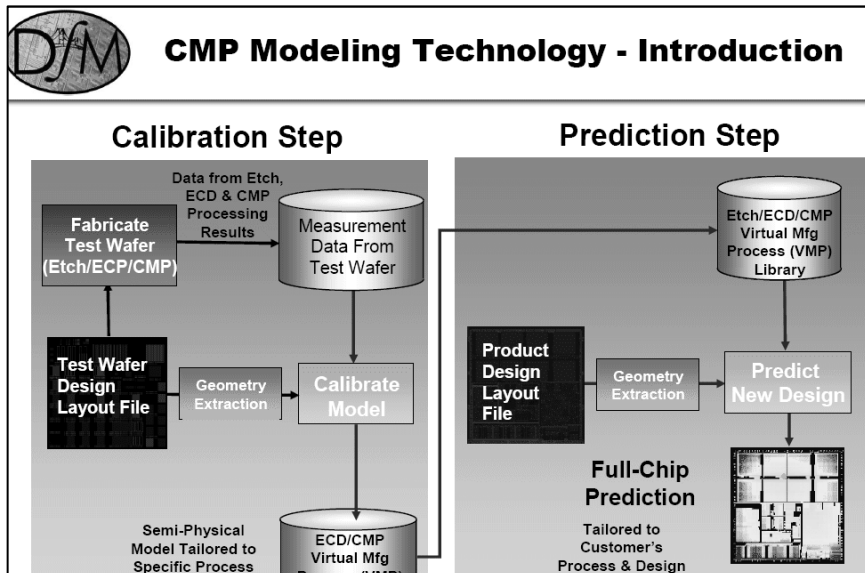 DfM
CMP Modeling Technology - Introduction
Calibration Step
Data from Etch,
ECD & CMP
Processing
Results
Fabricate
Test Wafer
(Etch/ECP/CMP)
Measurement
Data From
Test Wafer
Test Wafer
Design
Layout File
Geometry
Extraction
Calibrate
Model
Semi-Physical
Model Tailored to
Specific Process
ECD/CMP
Virtual Mfg
Prediction Step
Etch/ECD/CMP
Virtual Mfg
Process (VMP)
Library
Product
Design
Layout
File
Geometry
Extraction
Predict
New Design
Full-Chip
Prediction
Tailored to
Customer's
Process & Design